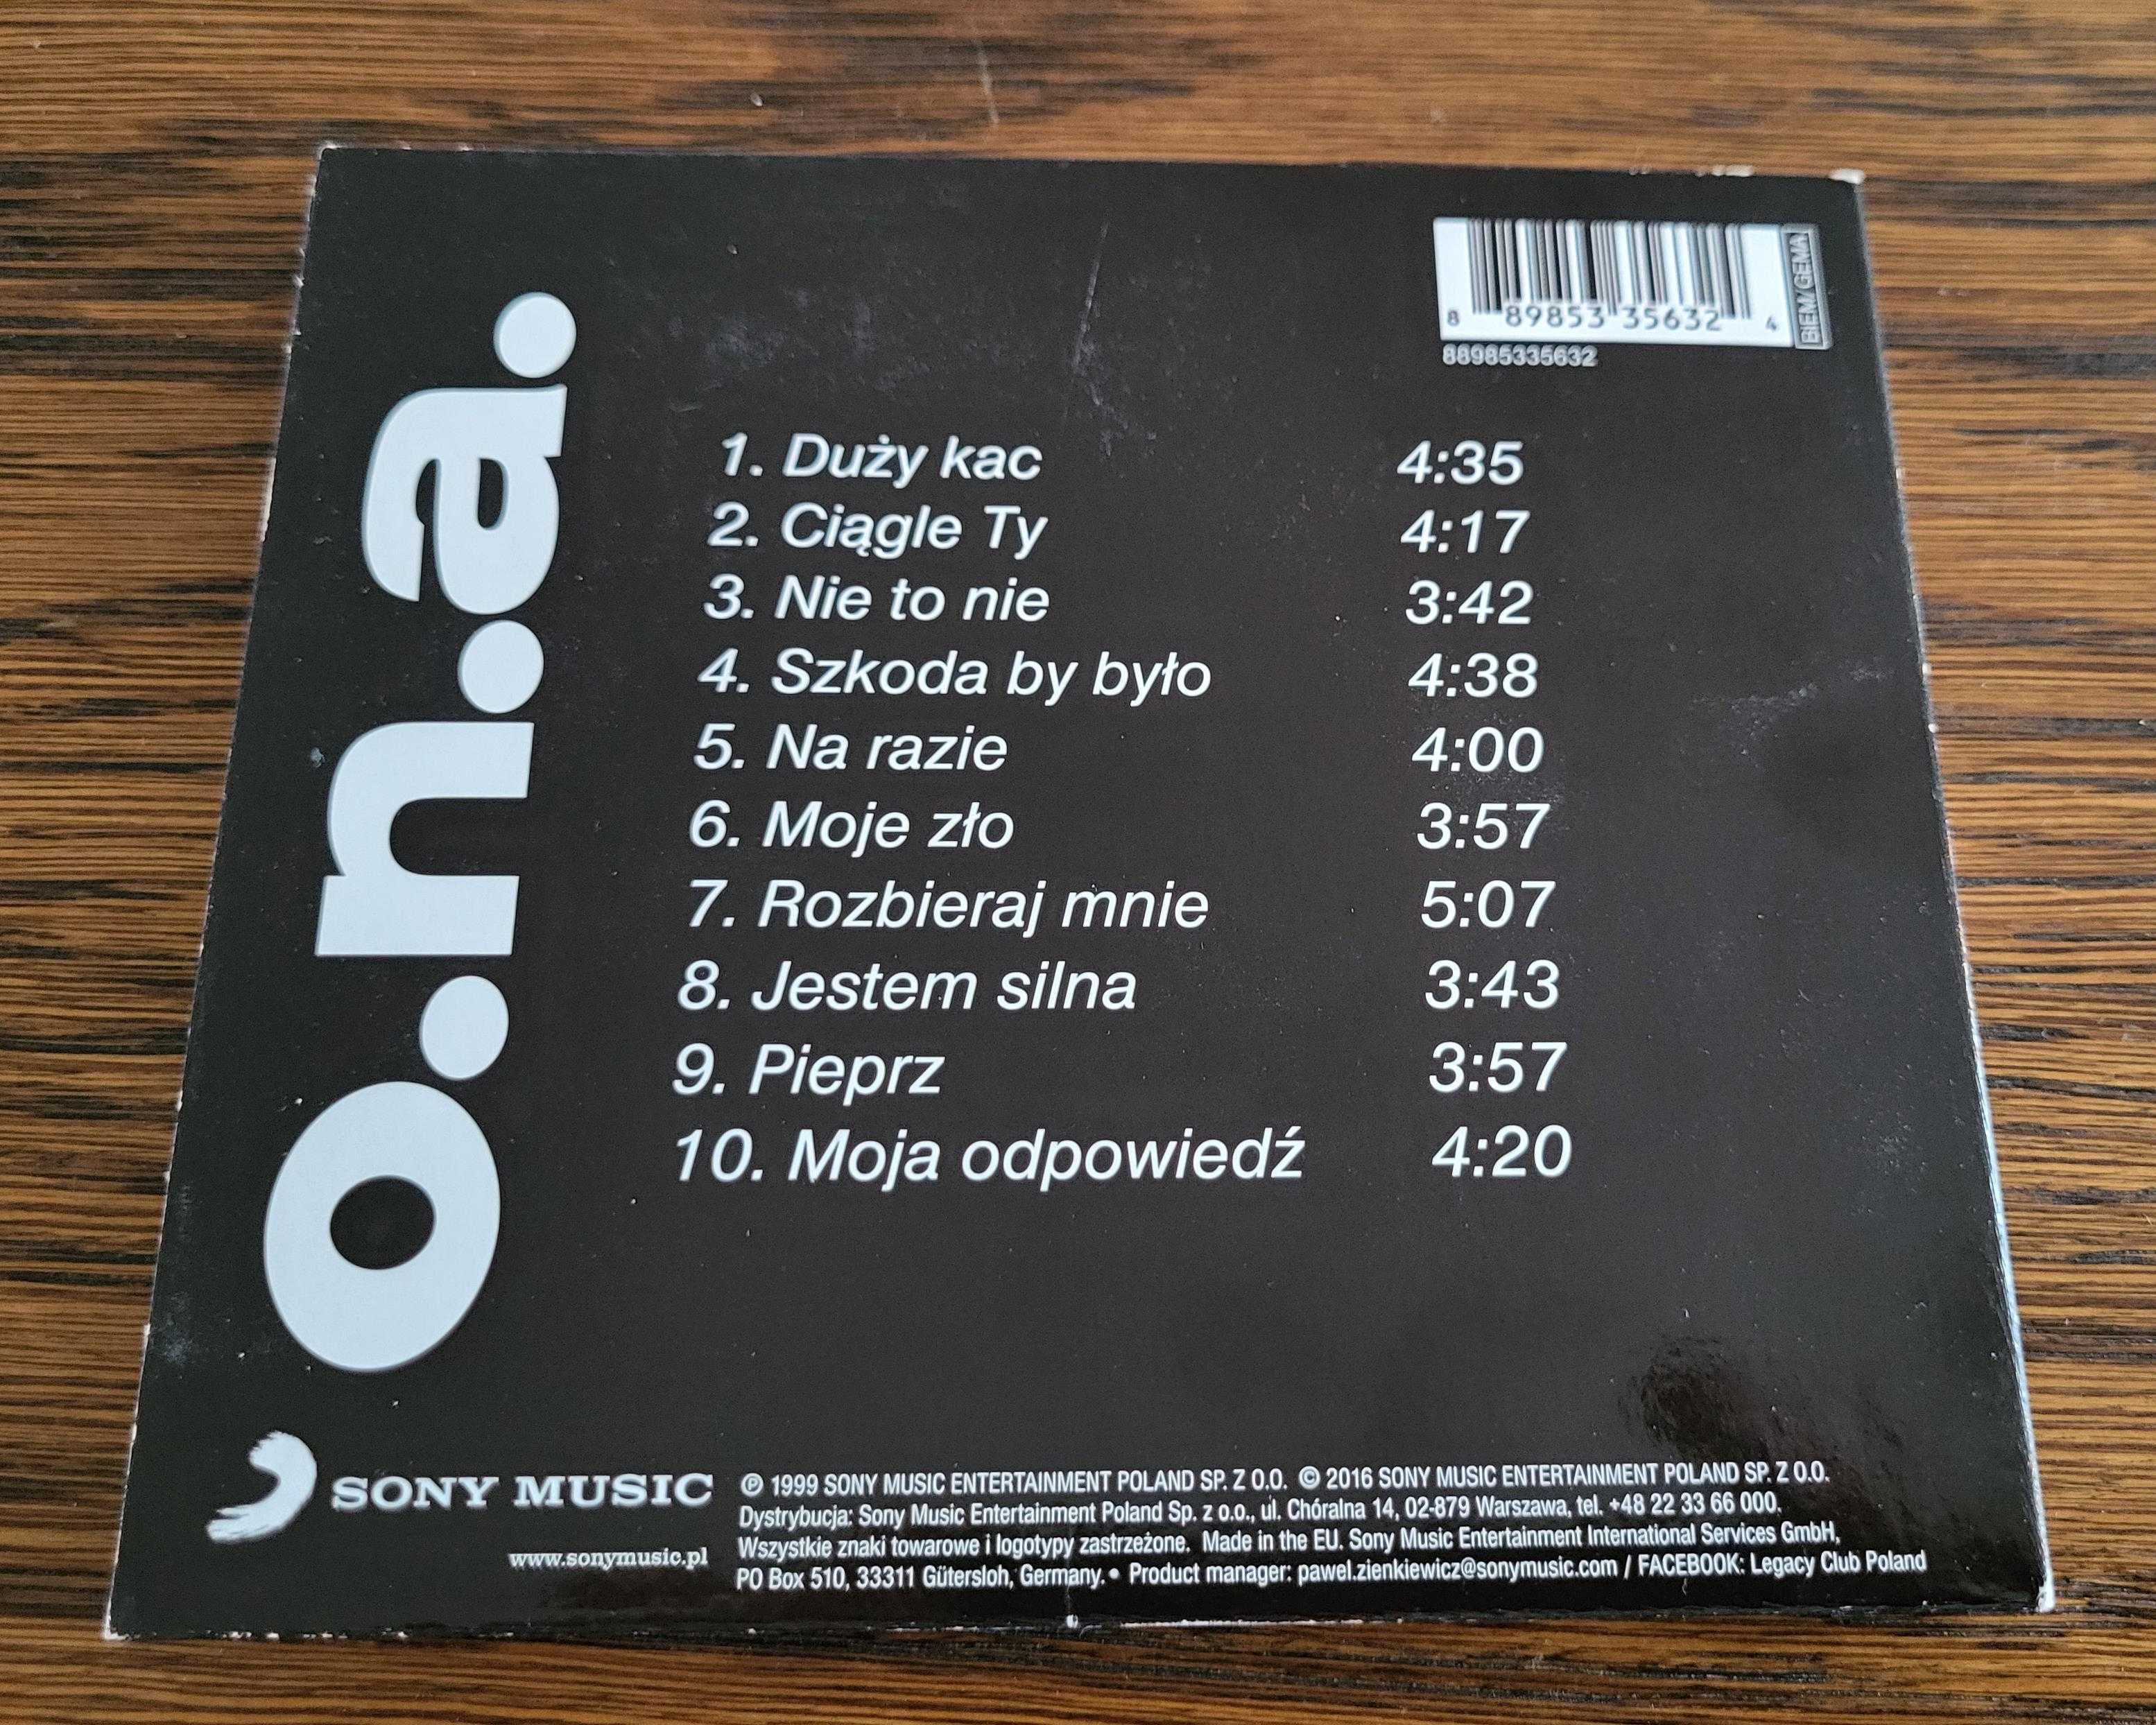 8 89853 35632 4
BIEM/ GEMA
88985335632
o.n.a.
1. Duży kac 4:35
2. Ciągle Ty 4:17
3. Nie to nie 3:42
4. Szkoda by było 4:38
5. Na razie 4:00
6. Moje zło 3:57
7. Rozbieraj mnie 5:07
8. Jestem silna 3:43
9. Pieprz 3:57
10. Moja odpowiedź 4:20
SONY MUSIC
www.sonymusic.pl
℗ 1999 SONY MUSIC ENTERTAINMENT POLAND SP. Z O.O. © 2016 SONY MUSIC ENTERTAINMENT POLAND SP. Z O.O.
Dystrybucja: Sony Music Entertainment Poland Sp. z o.o., ul. Chóralna 14, 02-879 Warszawa, tel. +48 22 33 66 000.
Wszystkie znaki towarowe i logotypy zastrzeżone. Made in the EU. Sony Music Entertainment International Services GmbH,
PO Box 510, 33311 Gütersloh, Germany. • Product manager: pawel.zienkiewicz@sonymusic.com / FACEBOOK: Legacy Club Poland